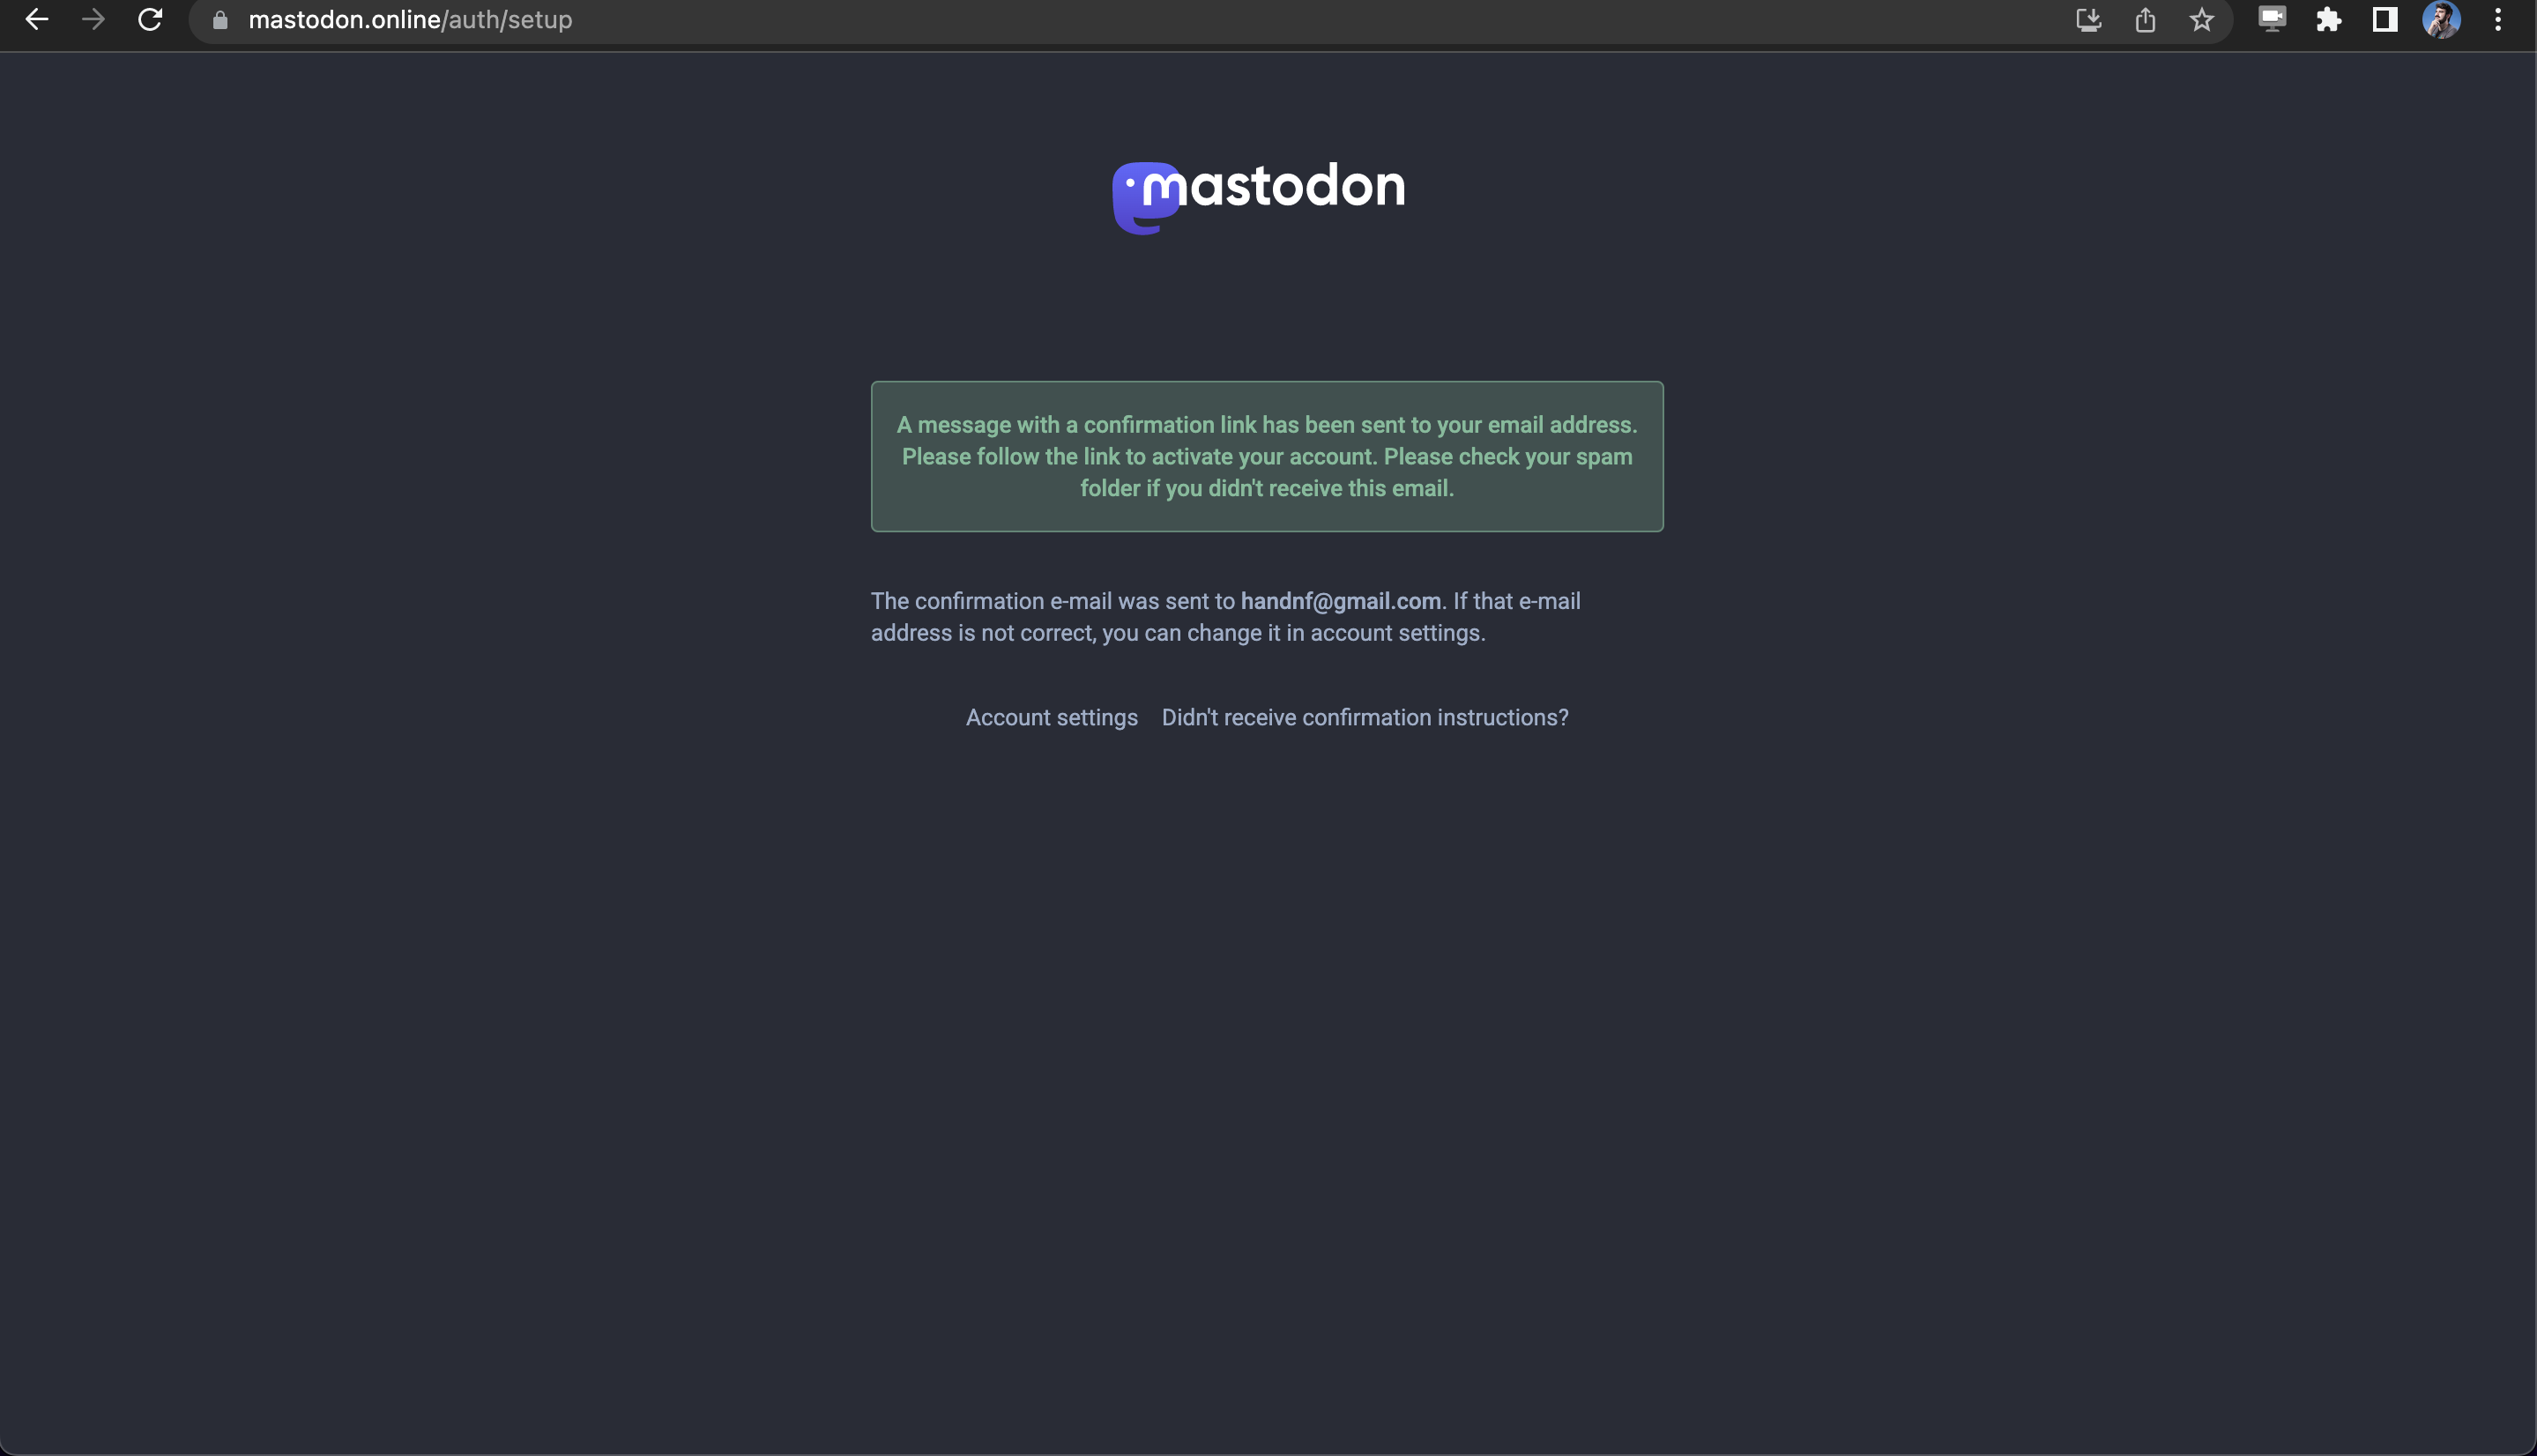 mastodon.online/auth/setup
mastodon
A message with a confirmation link has been sent to your email address.
Please follow the link to activate your account. Please check your spam
folder if you didn't receive this email.
The confirmation e-mail was sent to handnf@gmail.com. If that e-mail
address is not correct, you can change it in account settings.
Account settings Didn't receive confirmation instructions?